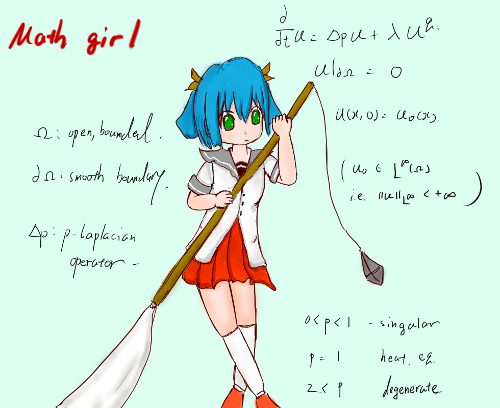 Math girl
∂/∂t u = Δp u + λ u^q.
u|∂Ω = 0
u(x,0) = u₀(x)
( u₀ ∈ L^∞(Ω)
i.e. ||u||_L∞ < +∞ )
Ω : open, bounded.
∂Ω : smooth boundary.
Δp : p-Laplacian
operator -
0<p<1 - singular
p = 1 heat. eq.
2 < p degenerate